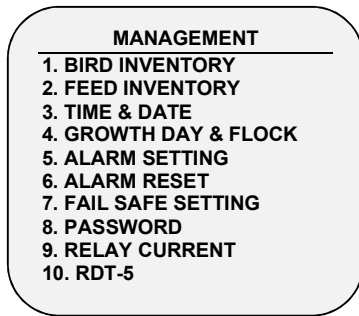 MANAGEMENT
1. BIRD INVENTORY
2. FEED INVENTORY
3. TIME & DATE
4. GROWTH DAY & FLOCK
5. ALARM SETTING
6. ALARM RESET
7. FAIL SAFE SETTING
8. PASSWORD
9. RELAY CURRENT
10. RDT-5